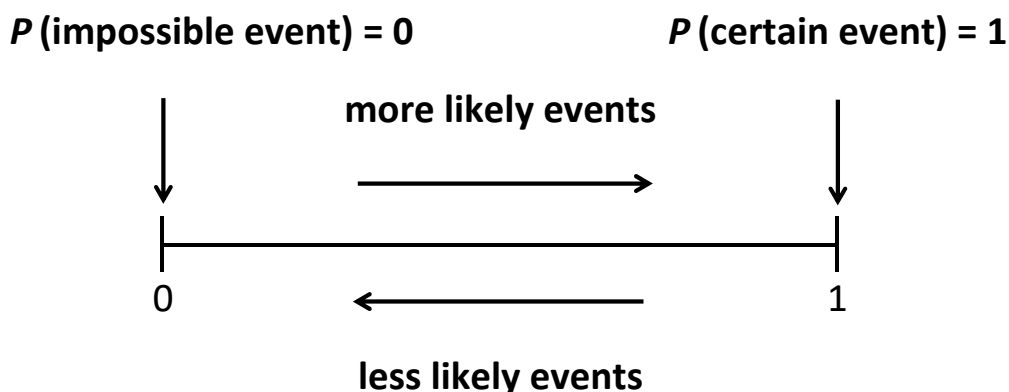 P (impossible event) = 0
P (certain event) = 1
more likely events
0
1
less likely events